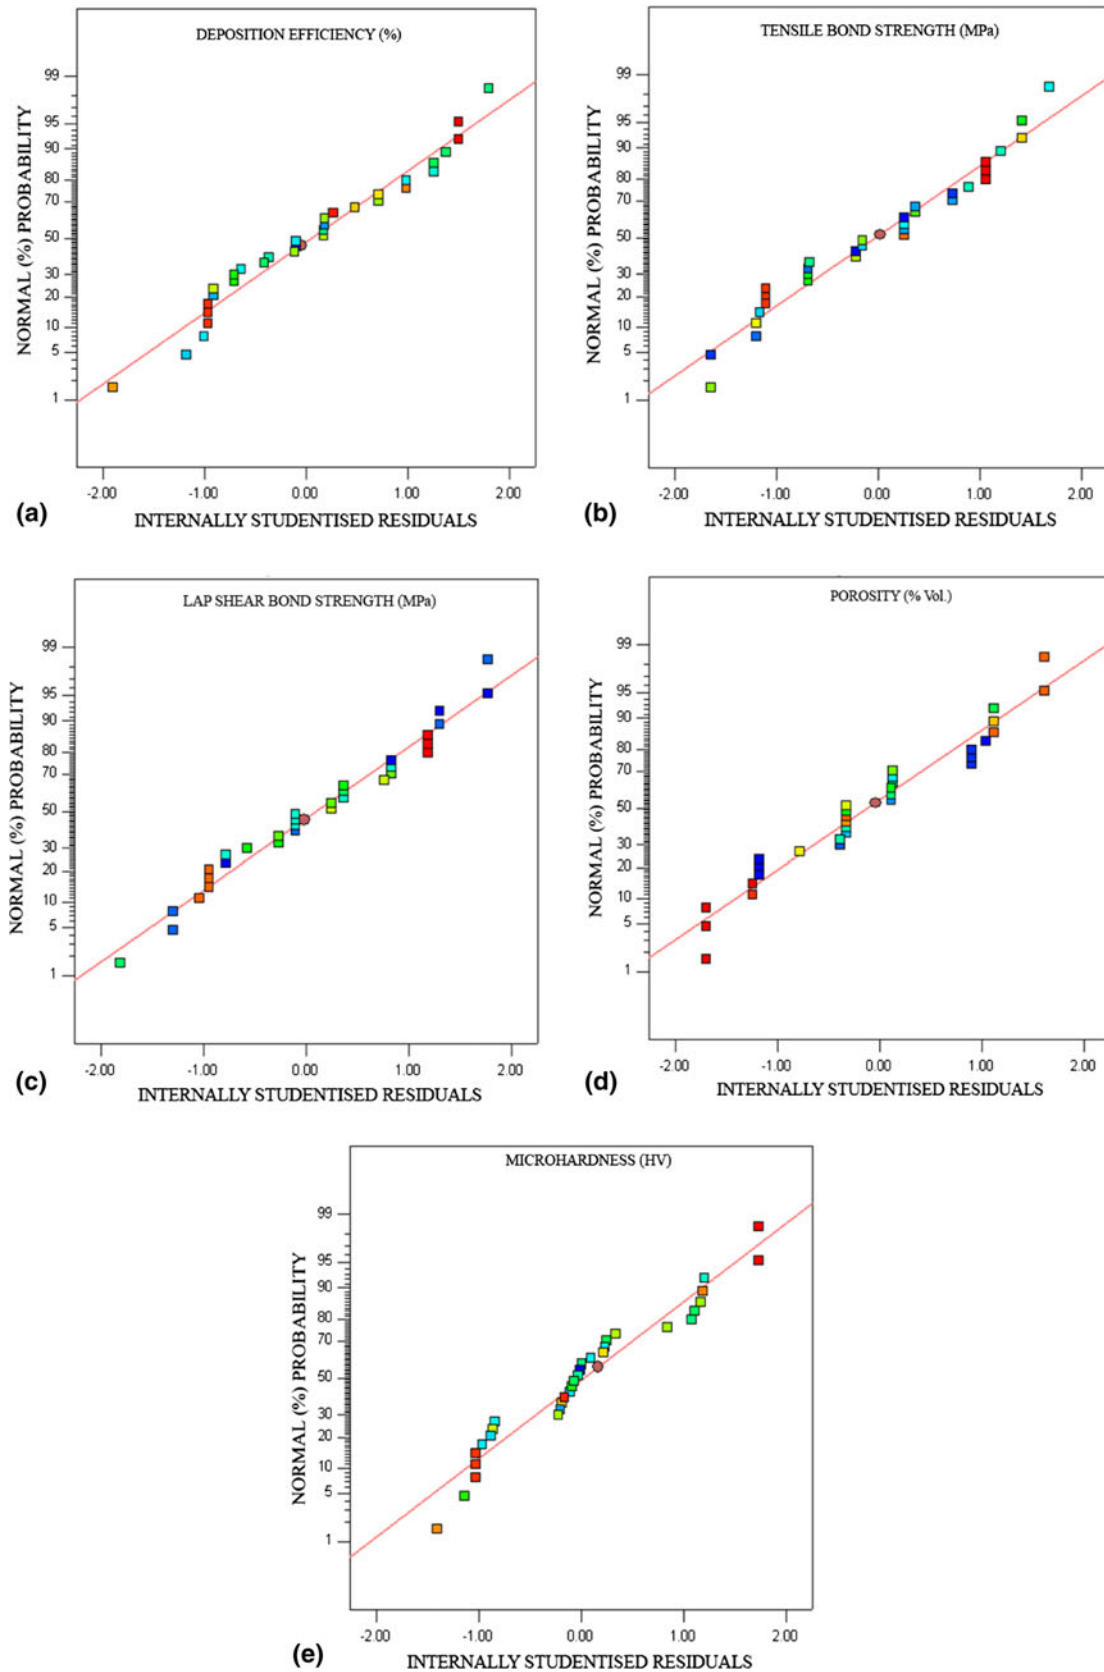 DEPOSITION EFFICIENCY (%)
NORMAL (%) PROBABILITY
99
95
90
80
70
50
30
20
10
5
1
-2.00 -1.00 0.00 1.00 2.00
(a) INTERNALLY STUDENTISED RESIDUALS
TENSILE BOND STRENGTH (MPa)
NORMAL (%) PROBABILITY
99
95
90
80
70
50
30
20
10
5
1
-2.00 -1.00 0.00 1.00 2.00
(b) INTERNALLY STUDENTISED RESIDUALS
LAP SHEAR BOND STRENGTH (MPa)
NORMAL (%) PROBABILITY
99
95
90
80
70
50
30
20
10
5
1
-2.00 -1.00 0.00 1.00 2.00
(c) INTERNALLY STUDENTISED RESIDUALS
POROSITY (% Vol.)
NORMAL (%) PROBABILITY
99
95
90
80
70
50
30
20
10
5
1
-2.00 -1.00 0.00 1.00 2.00
(d) INTERNALLY STUDENTISED RESIDUALS
MICROHARDNESS (HV)
NORMAL (%) PROBABILITY
99
95
90
80
70
50
30
20
10
5
1
-2.00 -1.00 0.00 1.00 2.00
(e) INTERNALLY STUDENTISED RESIDUALS